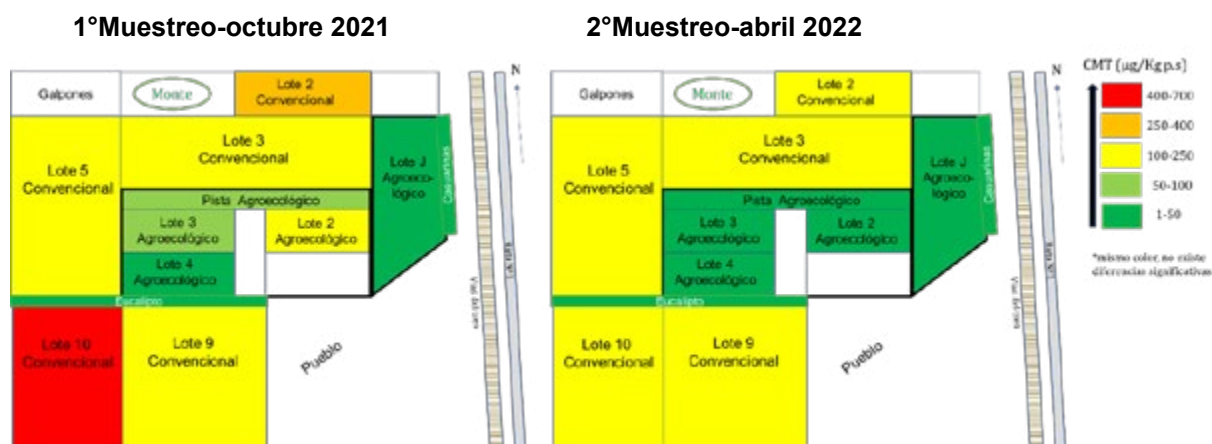 1°Muestreo-octubre 2021
2°Muestreo-abril 2022
Galpones
Monte
Lote 2
Convencional
N
Lote 5
Convencional
Lote 3
Convencional
Lote J
Agroeco-
lógico
Casuarinas
Pista Agroecológico
Lote 3
Agroecológico
Lote 2
Agroecológico
Lote 4
Agroecológico
Eucalipto
Lote 10
Convencional
Lote 9
Convencional
Pueblo
Galpones
Monte
Lote 2
Convencional
N
Lote 5
Convencional
Lote 3
Convencional
Lote J
Agroeco-
lógico
Casuarinas
Pista Agroecológico
Lote 3
Agroecológico
Lote 2
Agroecológico
Lote 4
Agroecológico
Eucalipto
Lote 10
Convencional
Lote 9
Convencional
Pueblo
CMT (µg/Kg p.s)
400-700
250-400
100-250
50-100
1-50
*mismo color, no existe
diferencias significativas